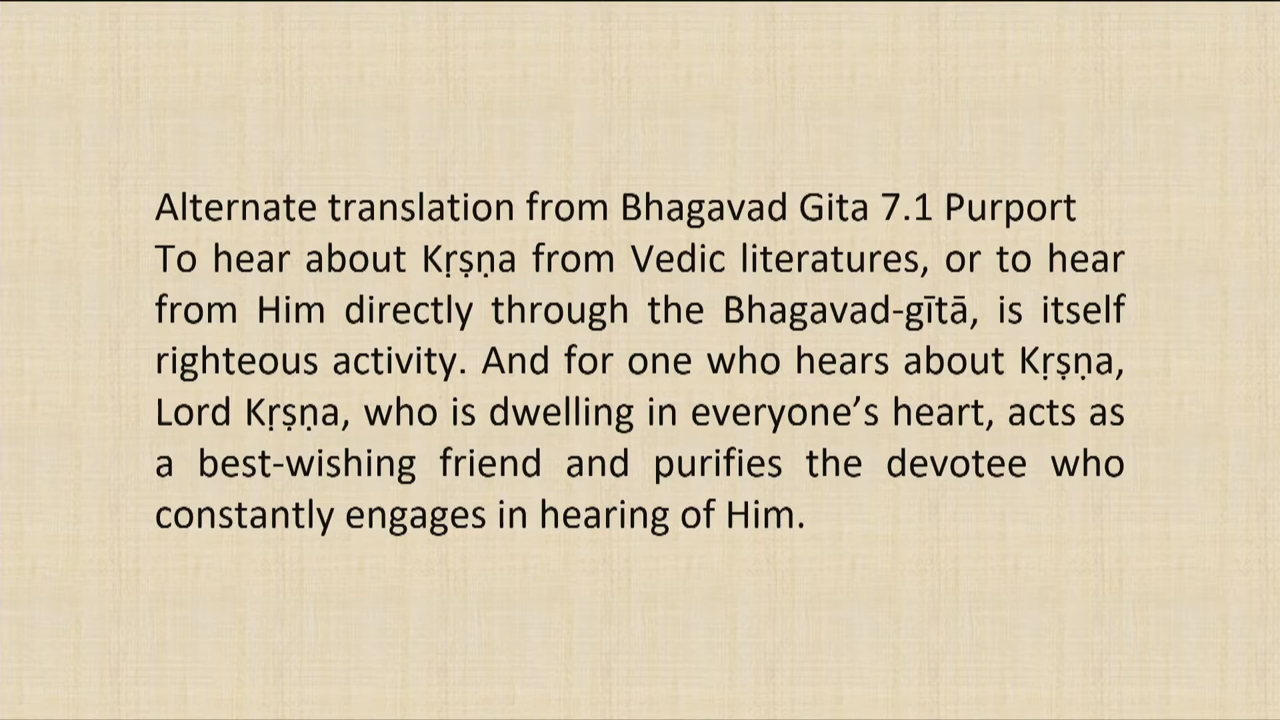 Alternate translation from Bhagavad Gita 7.1 Purport
To hear about Kṛṣṇa from Vedic literatures, or to hear
from Him directly through the Bhagavad-gītā, is itself
righteous activity. And for one who hears about Kṛṣṇa,
Lord Kṛṣṇa, who is dwelling in everyone’s heart, acts as
a best-wishing friend and purifies the devotee who
constantly engages in hearing of Him.